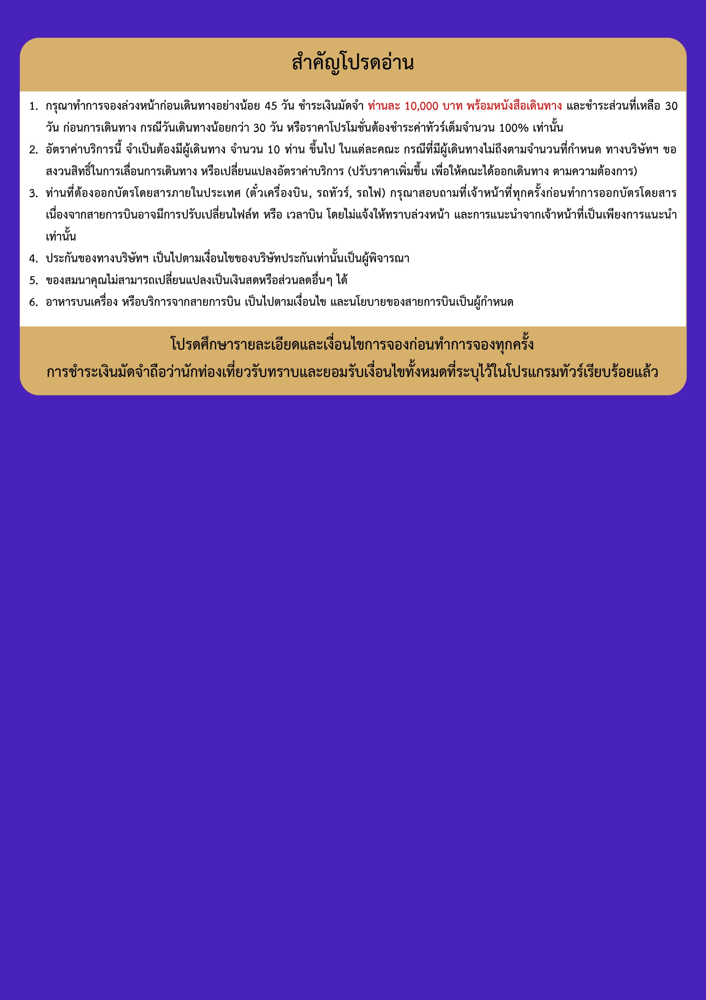 สำคัญโปรดอ่าน
1. กรุณาทำการจองล่วงหน้าก่อนเดินทางอย่างน้อย 45 วัน ชำระเงินมัดจำ ท่านละ 10,000 บาท พร้อมหนังสือเดินทาง และชำระส่วนที่เหลือ 30
วัน ก่อนการเดินทาง กรณีวันเดินทางน้อยกว่า 30 วัน หรือราคาโปรโมชั่นต้องชำระค่าทัวร์เต็มจำนวน 100% เท่านั้น
2. อัตราค่าบริการนี้ จำเป็นต้องมีผู้เดินทาง จำนวน 10 ท่าน ขึ้นไป ในแต่ละคณะ กรณีที่มีผู้เดินทางไม่ถึงตามจำนวนที่กำหนด ทางบริษัทฯ ขอ
สงวนสิทธิ์ในการเลื่อนการเดินทาง หรือเปลี่ยนแปลงอัตราค่าบริการ (ปรับราคาเพิ่มขึ้น เพื่อให้คณะได้ออกเดินทาง ตามความต้องการ)
3. ท่านที่ต้องออกบัตรโดยสารภายในประเทศ (ตั๋วเครื่องบิน, รถทัวร์, รถไฟ) กรุณาสอบถามที่เจ้าหน้าที่ทุกครั้งก่อนทำการออกบัตรโดยสาร
เนื่องจากสายการบินอาจมีการปรับเปลี่ยนไฟล์ท หรือ เวลาบิน โดยไม่แจ้งให้ทราบล่วงหน้า และการแนะนำจากเจ้าหน้าที่เป็นเพียงการแนะนำ
เท่านั้น
4. ประกันของทางบริษัทฯ เป็นไปตามเงื่อนไขของบริษัทประกันเท่านั้นเป็นผู้พิจารณา
5. ของสมนาคุณไม่สามารถเปลี่ยนแปลงเป็นเงินสดหรือส่วนลดอื่นๆ ได้
6. อาหารบนเครื่อง หรือบริการจากสายการบิน เป็นไปตามเงื่อนไข และนโยบายของสายการบินเป็นผู้กำหนด
โปรดศึกษารายละเอียดและเงื่อนไขการจองก่อนทำการจองทุกครั้ง
การชำระเงินมัดจำถือว่านักท่องเที่ยวรับทราบและยอมรับเงื่อนไขทั้งหมดที่ระบุไว้ในโปรแกรมทัวร์เรียบร้อยแล้ว